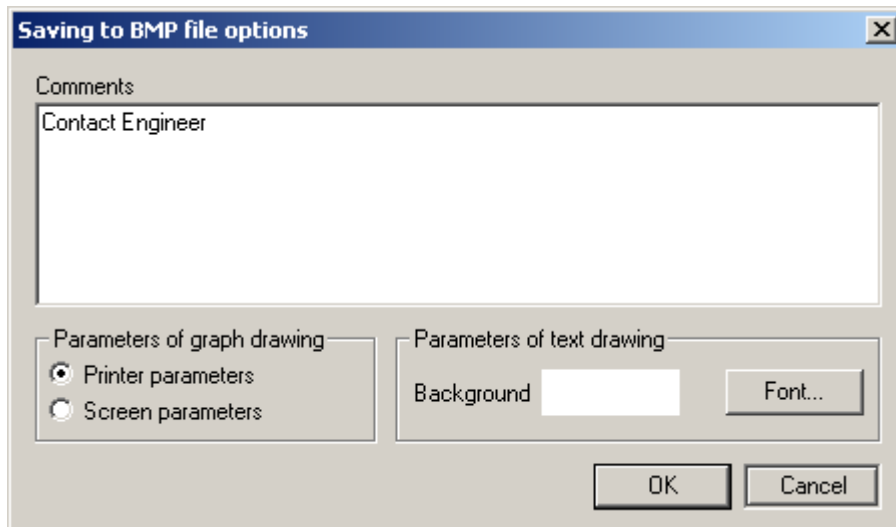 Saving to BMP file options
Comments
Contact Engineer
Parameters of graph drawing
Printer parameters
Screen parameters
Parameters of text drawing
Background
Font...
OK
Cancel